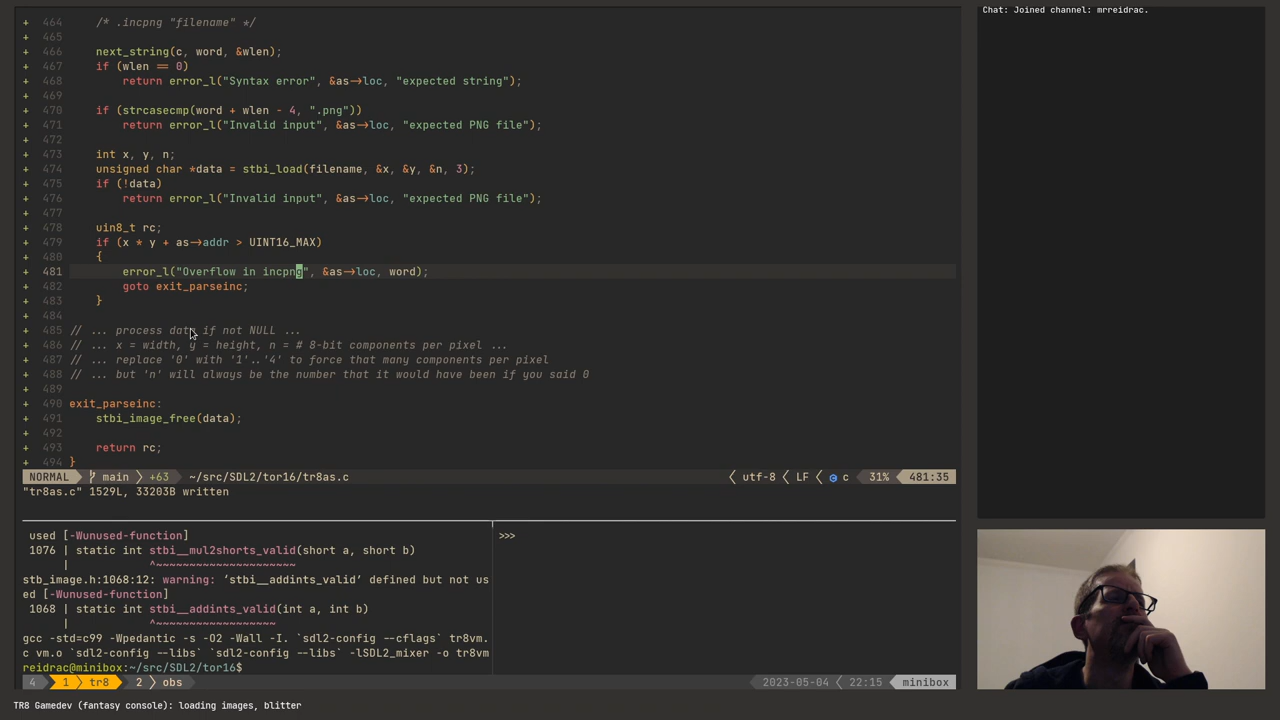 Chat: Joined channel: mrreidrac.
+ 464 /* .incpng "filename" */
+ 465
+ 466 next_string(c, word, &wlen);
+ 467 if (wlen == 0)
+ 468 return error_l("Syntax error", &as->loc, "expected string");
+ 469
+ 470 if (strcasecmp(word + wlen - 4, ".png"))
+ 471 return error_l("Invalid input", &as->loc, "expected PNG file");
+ 472
+ 473 int x, y, n;
+ 474 unsigned char *data = stbi_load(filename, &x, &y, &n, 3);
+ 475 if (!data)
+ 476 return error_l("Invalid input", &as->loc, "expected PNG file");
+ 477
+ 478 uin8_t rc;
+ 479 if (x * y + as->addr > UINT16_MAX)
+ 480 {
+ 481 error_l("Overflow in incpng", &as->loc, word);
+ 482 goto exit_parseinc;
+ 483 }
+ 484
+ 485 // ... process data if not NULL ...
+ 486 // ... x = width, y = height, n = # 8-bit components per pixel ...
+ 487 // ... replace '0' with '1'..'4' to force that many components per pixel
+ 488 // ... but 'n' will always be the number that it would have been if you said 0
+ 489
+ 490 exit_parseinc:
+ 491 stbi_image_free(data);
+ 492
+ 493 return rc;
+ 494 }
NORMAL main +63 ~/src/SDL2/tor16/tr8as.c utf-8 LF c 31% 481:35
"tr8as.c" 1529L, 33203B written
used [-Wunused-function]
1076 | static int stbi__mul2shorts_valid(short a, short b)
| ^~~~~~~~~~~~~~~~~~~~~~
stb_image.h:1068:12: warning: ‘stbi__addints_valid’ defined but not us
ed [-Wunused-function]
1068 | static int stbi__addints_valid(int a, int b)
| ^~~~~~~~~~~~~~~~~~~
gcc -std=c99 -Wpedantic -s -O2 -Wall -I. `sdl2-config --cflags` tr8vm.
c vm.o `sdl2-config --libs` `sdl2-config --libs` -lSDL2_mixer -o tr8vm
reidrac@minibox:~/src/SDL2/tor16$
>>>
4 1 tr8 2 obs 2023-05-04 22:15 minibox
TR8 Gamedev (fantasy console): loading images, blitter